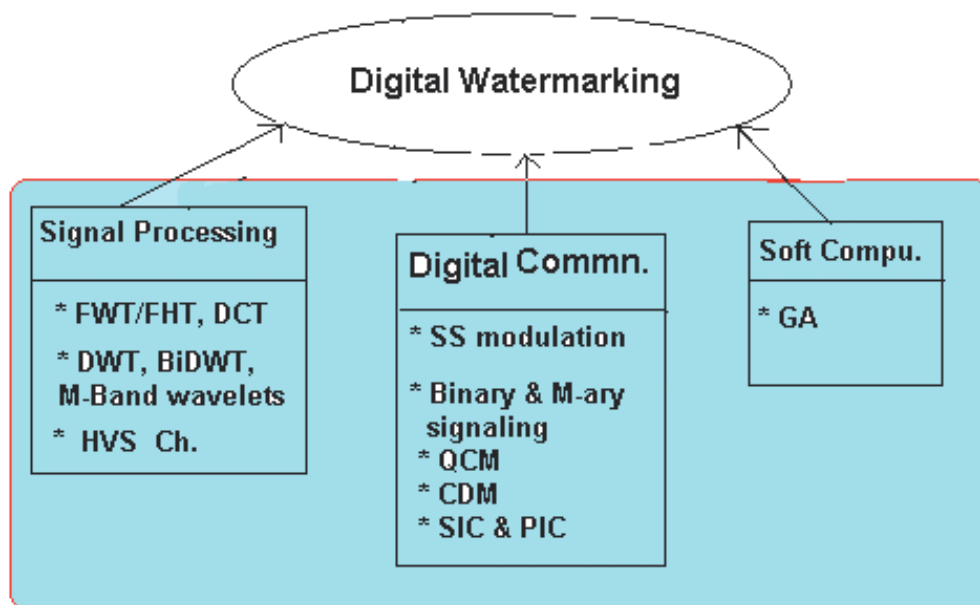 Digital Watermarking
Signal Processing
* FWT/FHT, DCT
* DWT, BiDWT,
M-Band wavelets
* HVS Ch.
Digital Commn.
* SS modulation
* Binary & M-ary
signaling
* QCM
* CDM
* SIC & PIC
Soft Compu.
* GA